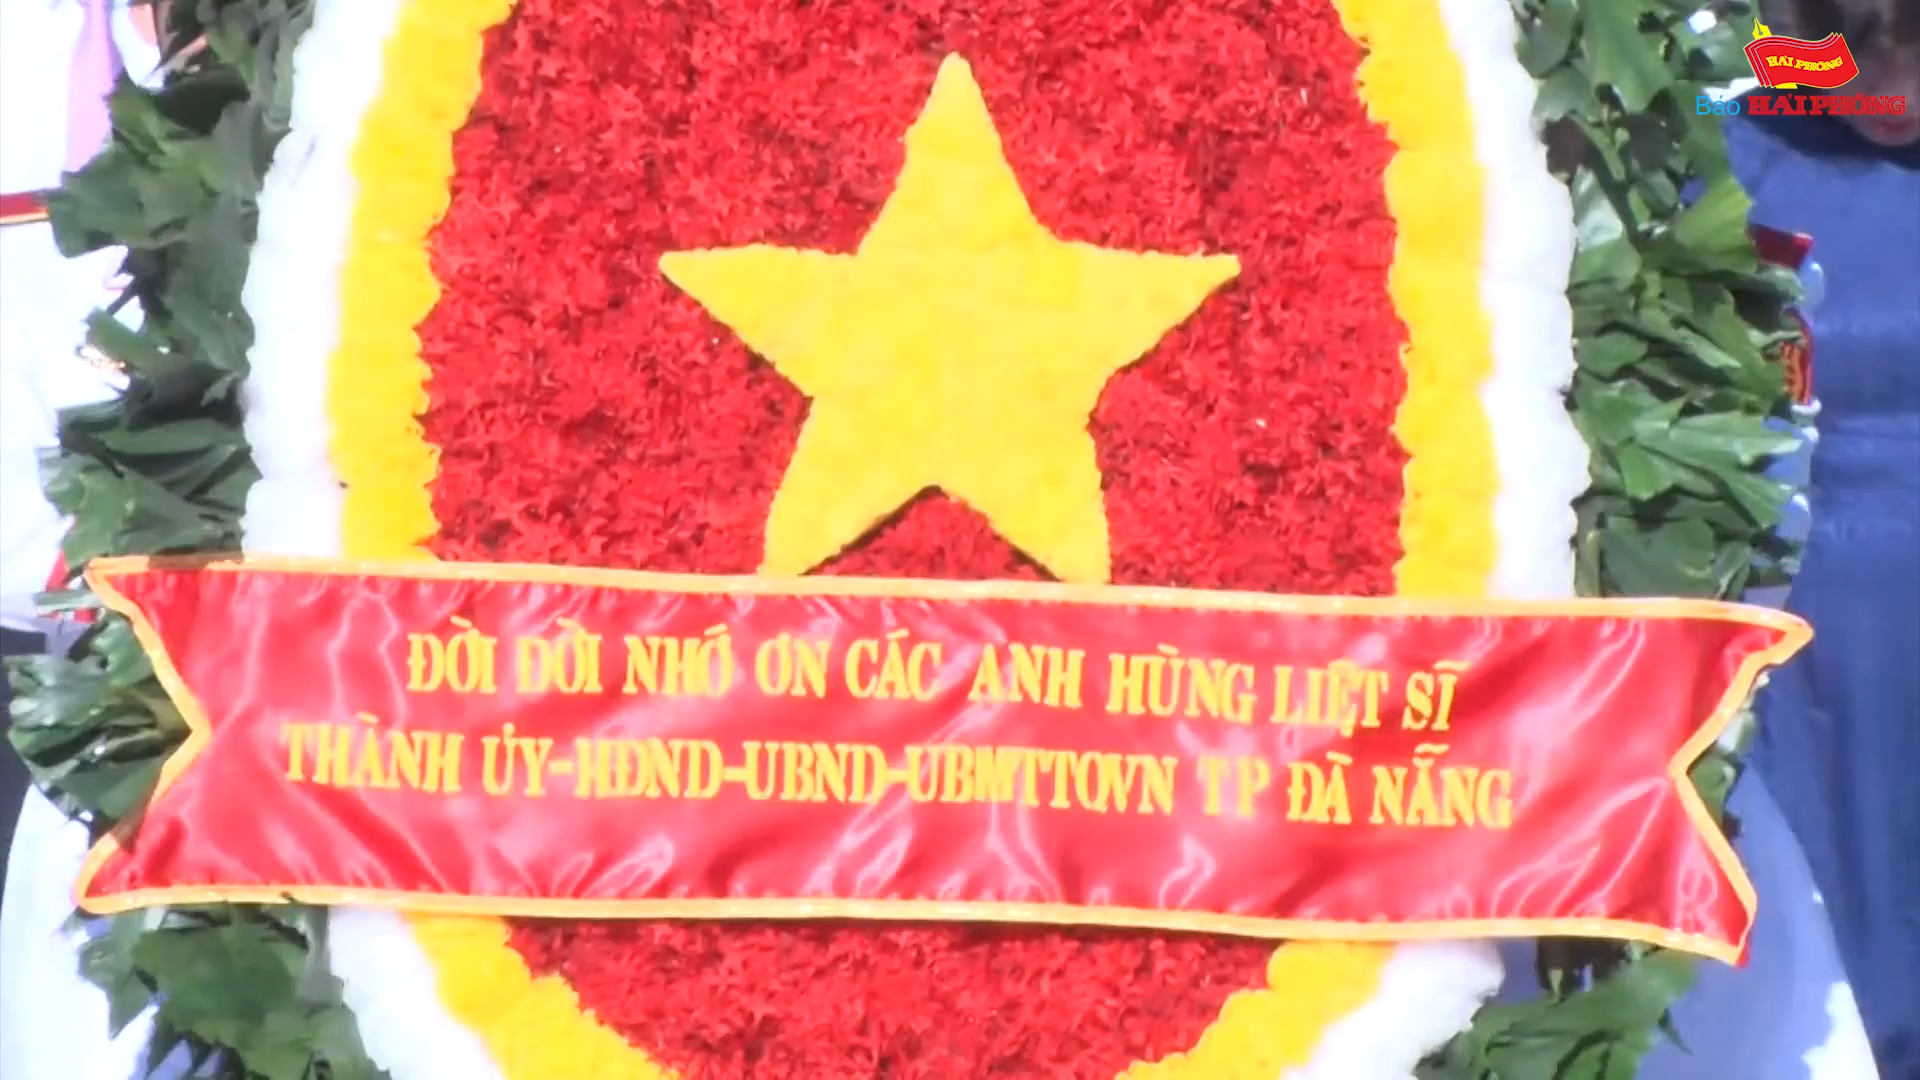 HẢI PHÒNG
Báo HẢI PHÒNG
ĐỜI ĐỜI NHỚ ƠN CÁC ANH HÙNG LIỆT SĨ
THÀNH ỦY-HĐND-UBND-UBMTTQVN TP ĐÀ NẴNG